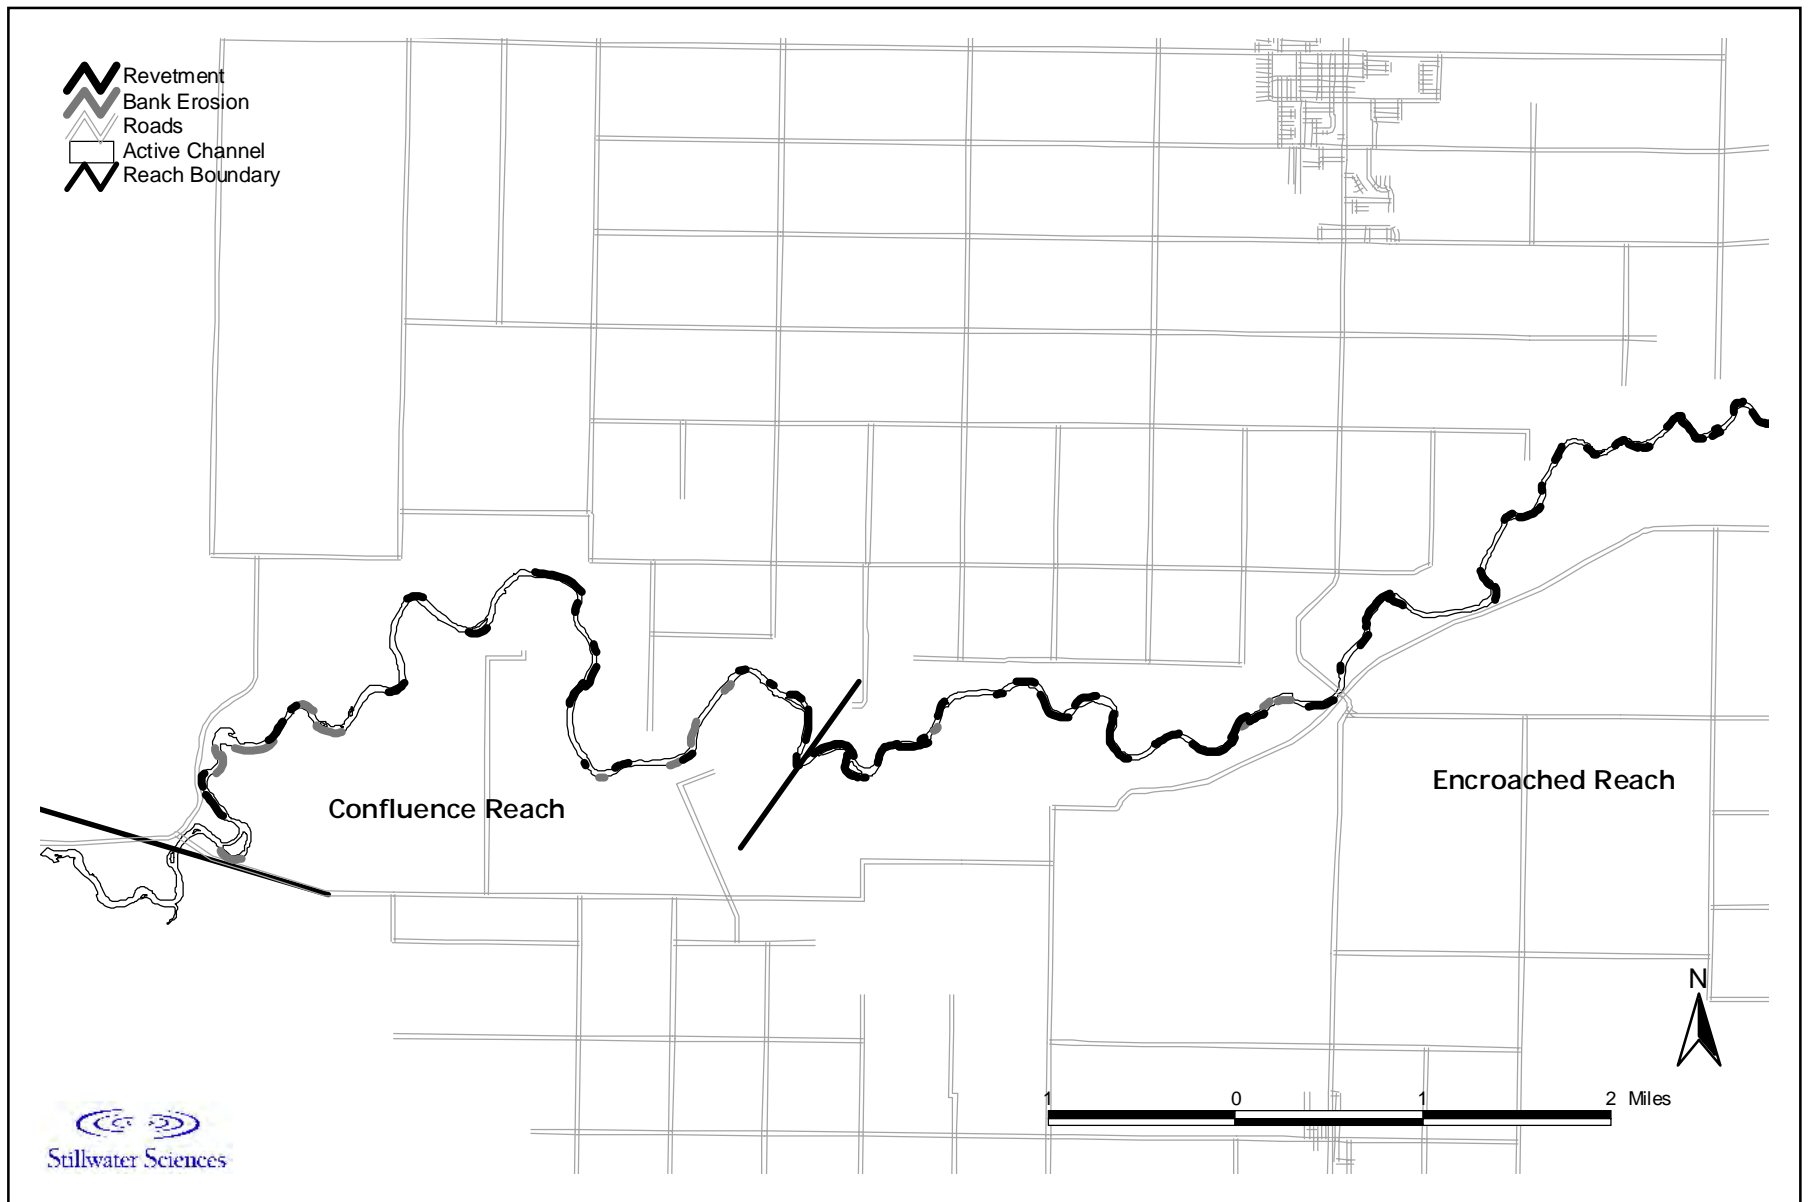 Revetment
Bank Erosion
Roads
Active Channel
Reach Boundary
Encroached Reach
Confluence Reach
N
1 0 1 2 Miles
Stillwater Sciences